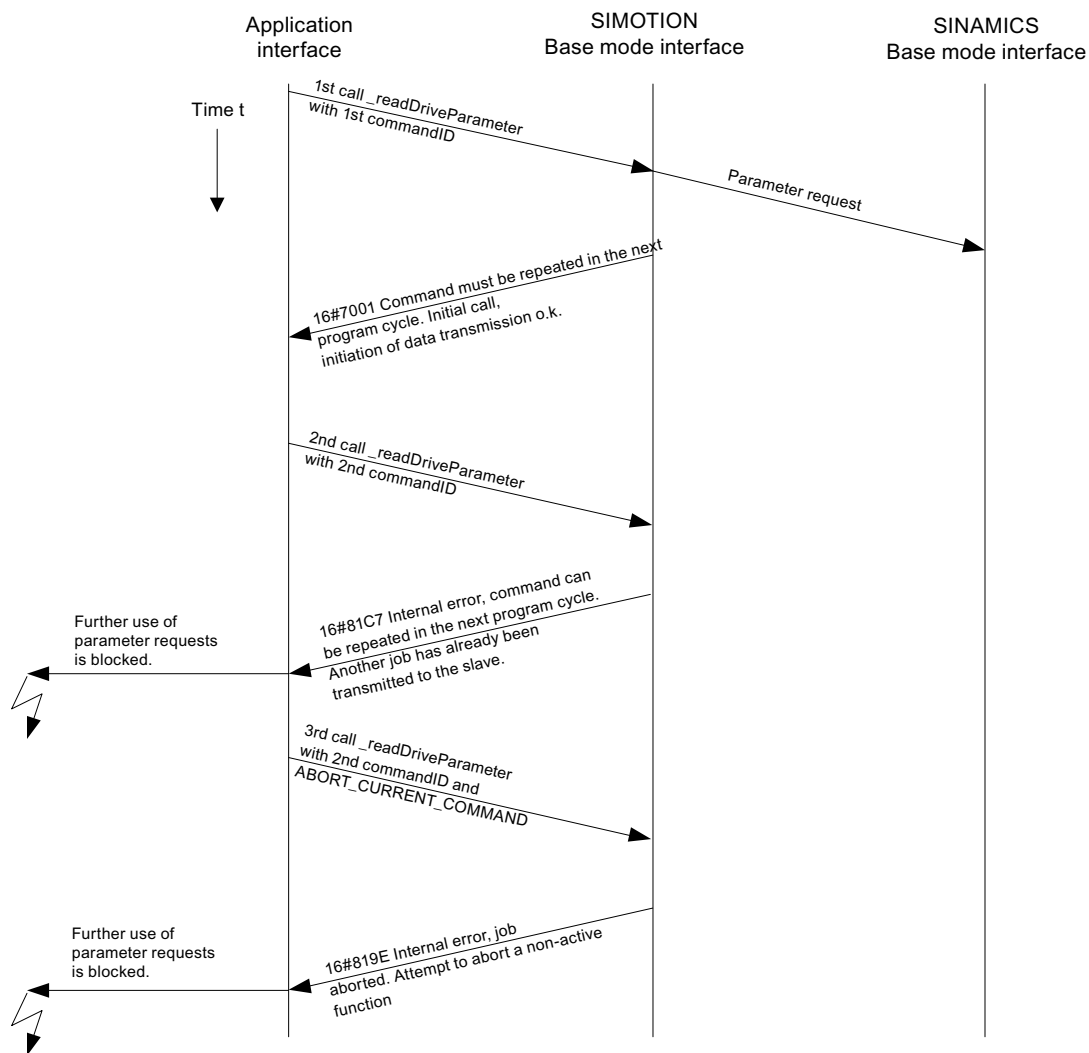 Application
interface
SIMOTION
Base mode interface
SINAMICS
Base mode interface
Time t
1st call _readDriveParameter
with 1st commandID
Parameter request
16#7001 Command must be repeated in the next
program cycle. Initial call,
initiation of data transmission o.k.
2nd call _readDriveParameter
with 2nd commandID
16#81C7 Internal error, command can
be repeated in the next program cycle.
Another job has already been
transmitted to the slave.
Further use of
parameter requests
is blocked.
3rd call _readDriveParameter
with 2nd commandID and
ABORT_CURRENT_COMMAND
16#819E Internal error, job
aborted. Attempt to abort a non-active
function
Further use of
parameter requests
is blocked.